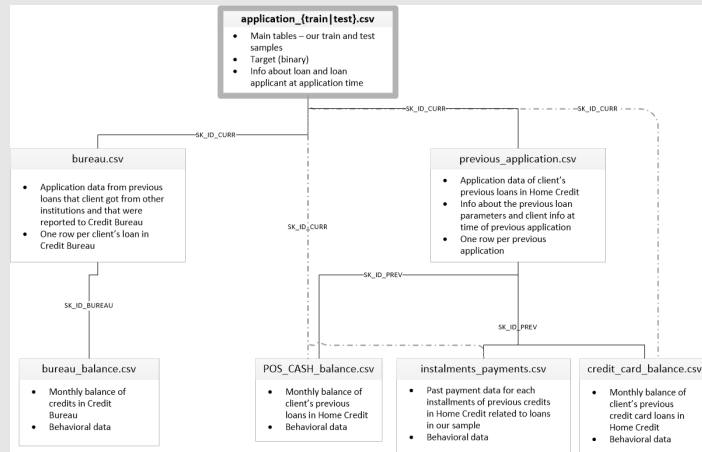 application_{train|test}.csv
• Main tables – our train and test
samples
• Target (binary)
• Info about loan and loan
applicant at application time
SK_ID_CURR
SK_ID_CURR
SK_ID_CURR
bureau.csv
• Application data from previous
loans that client got from other
institutions and that were
reported to Credit Bureau
• One row per client's loan in
Credit Bureau
previous_application.csv
• Application data of client's
previous loans in Home Credit
• Info about the previous loan
parameters and client info at
time of previous application
• One row per previous
application
SK_ID_CURR
SK_ID_PREV
SK_ID_BUREAU
SK_ID_PREV
bureau_balance.csv
• Monthly balance of
credits in Credit
Bureau
• Behavioral data
POS_CASH_balance.csv
• Monthly balance of
client's previous
loans in Home Credit
• Behavioral data
instalments_payments.csv
• Past payment data for each
installments of previous credits
in Home Credit related to loans
in our sample
• Behavioral data
credit_card_balance.csv
• Monthly balance of
client's previous
credit card loans in
Home Credit
• Behavioral data